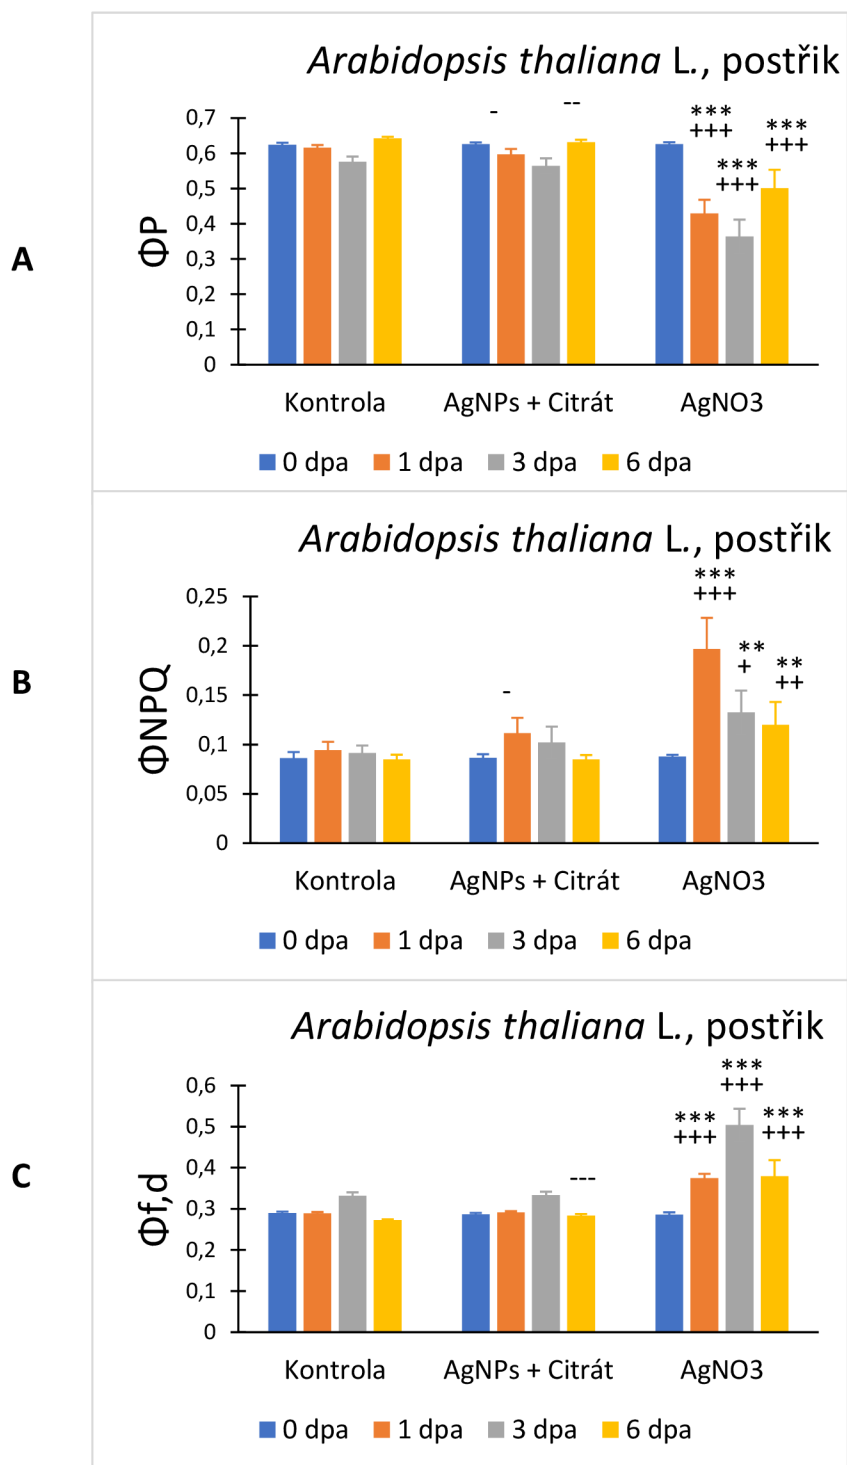 A
Arabidopsis thaliana L., postřik
ΦP
0,7
0,6
0,5
0,4
0,3
0,2
0,1
0
-
--
***
+++
***
+++
***
+++
Kontrola
AgNPs + Citrát
AgNO3
0 dpa 1 dpa 3 dpa 6 dpa
B
Arabidopsis thaliana L., postřik
ΦNPQ
0,25
0,2
0,15
0,1
0,05
0
-
***
+++
**
+
**
++
Kontrola
AgNPs + Citrát
AgNO3
0 dpa 1 dpa 3 dpa 6 dpa
C
Arabidopsis thaliana L., postřik
Φf,d
0,6
0,5
0,4
0,3
0,2
0,1
0
---
***
+++
***
+++
***
+++
Kontrola
AgNPs + Citrát
AgNO3
0 dpa 1 dpa 3 dpa 6 dpa